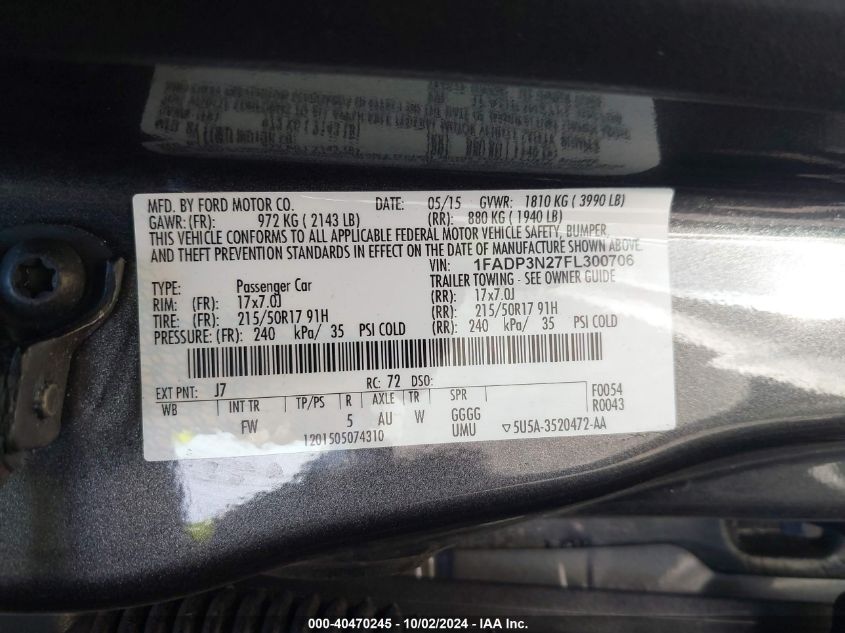 MFD. BY FORD MOTOR CO. DATE: 05/15 GVWR: 1810 KG ( 3990 LB)
GAWR: (FR): 972 KG ( 2143 LB) (RR): 880 KG ( 1940 LB)
THIS VEHICLE CONFORMS TO ALL APPLICABLE FEDERAL MOTOR VEHICLE SAFETY, BUMPER,
AND THEFT PREVENTION STANDARDS IN EFFECT ON THE DATE OF MANUFACTURE SHOWN ABOVE.
VIN: 1FADP3N27FL300706
TYPE: Passenger Car TRAILER TOWING - SEE OWNER GUIDE
RIM: (FR): 17x7.0J (RR): 17x7.0J
TIRE: (FR): 215/50R17 91H (RR): 215/50R17 91H
PRESSURE: (FR): 240 kPa/ 35 PSI COLD (RR): 240 kPa/ 35 PSI COLD
EXT PNT: J7 RC: 72 DSO:
WB INT TR TP/PS R AXLE TR SPR F0054
R0043
FW 5 AU W GGGG
UMU ▽5U5A-3520472-AA
1201505074310
000-40470245 - 10/02/2024 - IAA Inc.